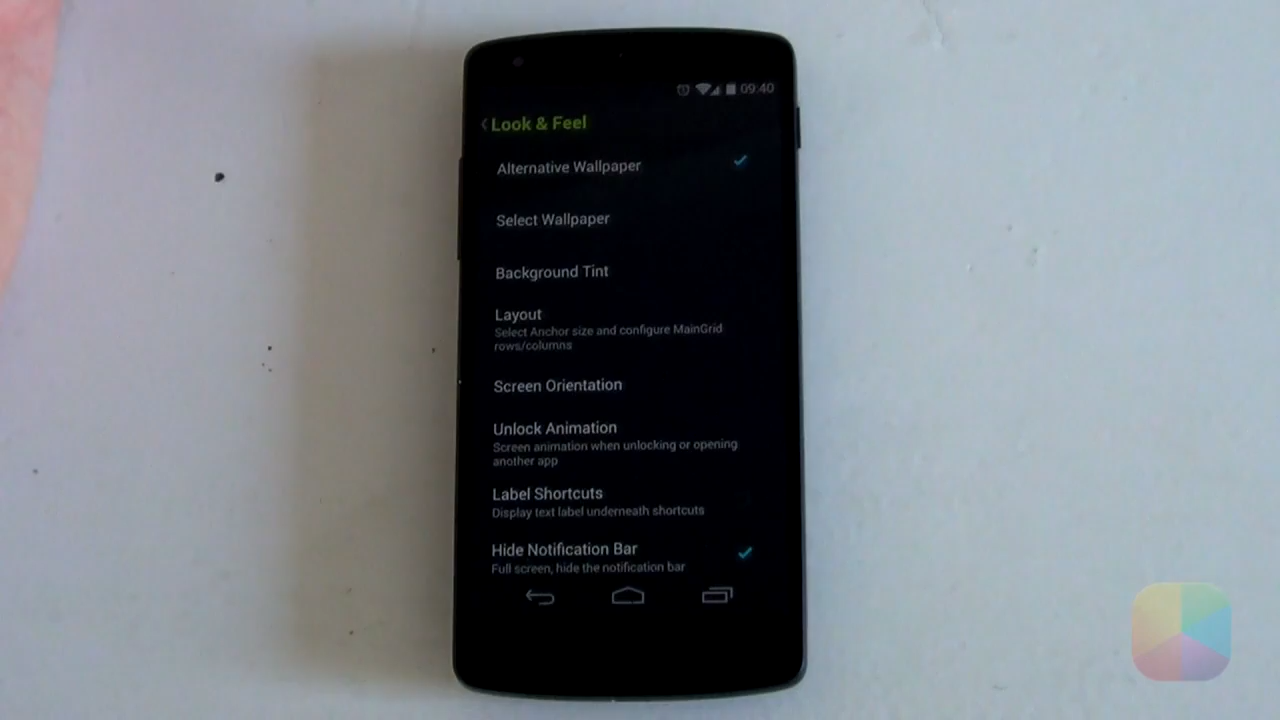 09:40
Look & Feel
Alternative Wallpaper
Select Wallpaper
Background Tint
Layout
Select Anchor size and configure MainGrid
rows/columns
Screen Orientation
Unlock Animation
Screen animation when unlocking or opening
another app
Label Shortcuts
Display text label underneath shortcuts
Hide Notification Bar
Full screen, hide the notification bar